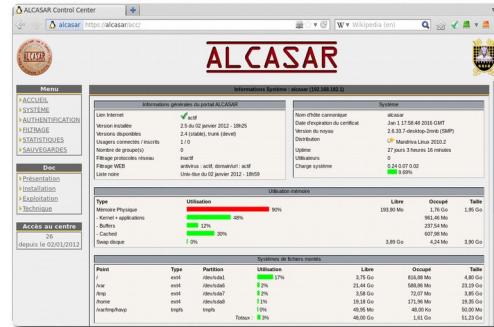 ALCASAR Control Center
alcasar https://alcasar/acc/
Wikipedia (en)
ALCASAR
Menu
ACCUEIL
SYSTÈME
AUTHENTIFICATION
FILTRAGE
STATISTIQUES
SAUVEGARDES
Doc
Présentation
Installation
Exploitation
Technique
Accès au centre
26
depuis le 02/01/2012
Informations Système : alcasar (192.168.182.1)
Informations générales du portail ALCASAR
Lien Internet actif
Version installée 2.5 du 02 janvier 2012 - 18h25
Versions disponibles 2.4 (stable), trunk (devel)
Usagers connectés / inscrits 1 / 0
Nombre de groupe(s) 0
Filtrage protocoles réseau inactif
Filtrage WEB antivirus : actif, domain/url : actif
Liste noire Univ-tlse du 02 janvier 2012 - 18h59
Système
Nom d'hôte cannonique alcasar
Date d'expiration du certificat Jan 1 17:58:48 2016 GMT
Version du noyau 2.6.33.7-desktop-2mnb (SMP)
Distribution Mandriva Linux 2010.2
Uptime 27 jours 3 heures 16 minutes
Utilisateurs 0
Charge système 0.24 0.07 0.02
9.69%
Utilisation mémoire
Type Utilisation Libre Occupé Taille
Mémoire Physique 90% 193,90 Mo 1,76 Go 1,95 Go
- Kernel + applications 48% 961,46 Mo
- Buffers 12% 237,54 Mo
- Cached 30% 607,98 Mo
Swap disque 0% 3,89 Go 4,24 Mo 3,90 Go
Systèmes de fichiers montés
Point Type Partition Utilisation Libre Occupé Taille
/ ext4 /dev/sda1 17% 3,75 Go 816,88 Mo 4,80 Go
/var ext4 /dev/sda6 2% 21,44 Go 588,86 Mo 23,19 Go
/tmp ext4 /dev/sda7 2% 3,58 Go 72,07 Mo 3,85 Go
/home ext4 /dev/sda8 1% 19,18 Go 171,96 Mo 19,35 Go
/var/tmp/havp tmpfs tmpfs 0% 49,95 Mo 48,00 Ko 50,00 Mo
Totaux : 3% 48,00 Go 1,61 Go 51,23 Go